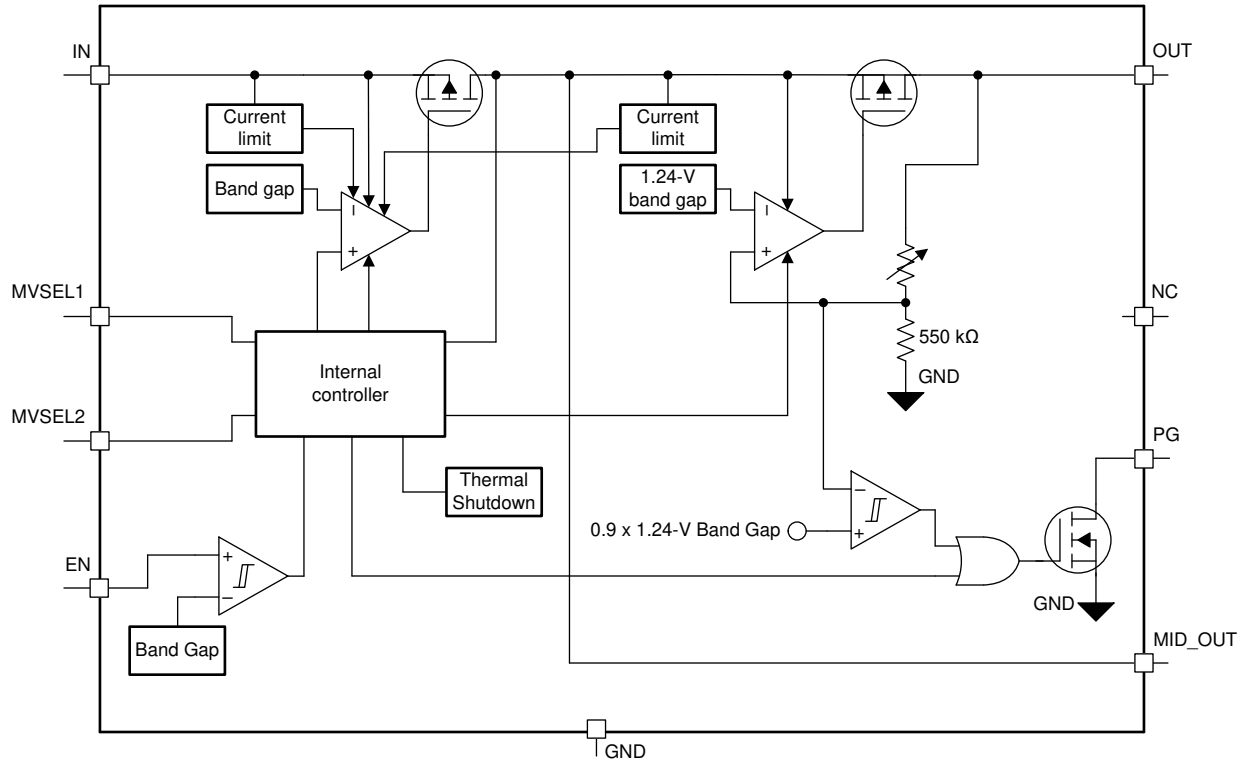 IN
OUT
Current
limit
Current
limit
Band gap
1.24-V
band gap
–
+
–
+
MVSEL1
NC
550 kΩ
Internal
controller
GND
MVSEL2
PG
Thermal
Shutdown
–
0.9 x 1.24-V Band Gap
+
EN
+
–
GND
Band Gap
MID_OUT
GND